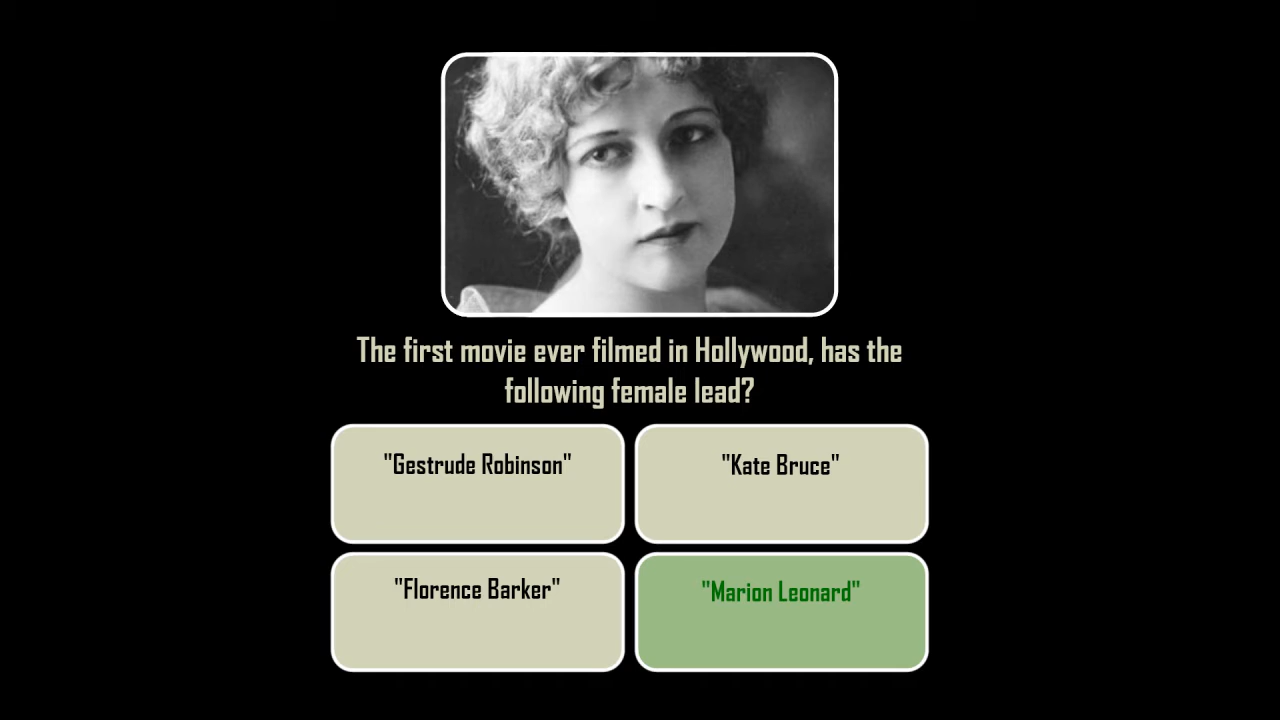 The first movie ever filmed in Hollywood, has the
following female lead?
"Gestrude Robinson"
"Kate Bruce"
"Florence Barker"
"Marion Leonard"